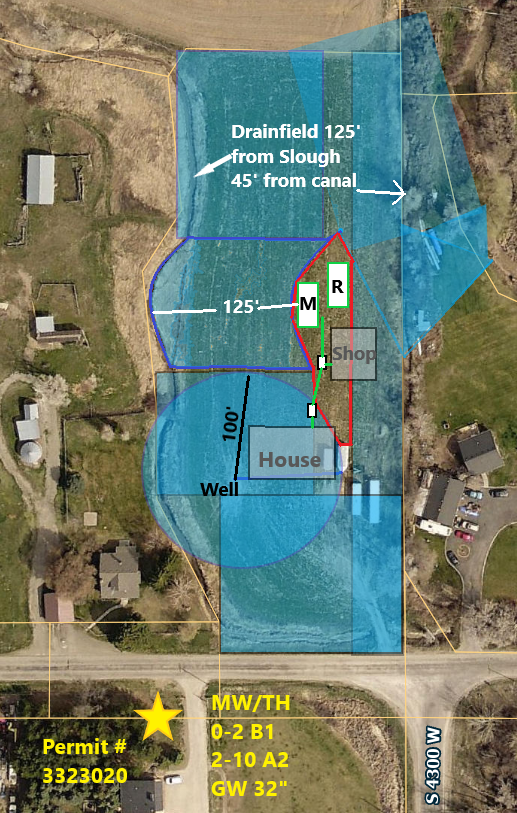 Drainfield 125'
from Slough
45' from canal
125'
M
R
Shop
100'
House
Well
MW/TH
0-2 B1
2-10 A2
GW 32"
Permit #
3323020
S 4300 W